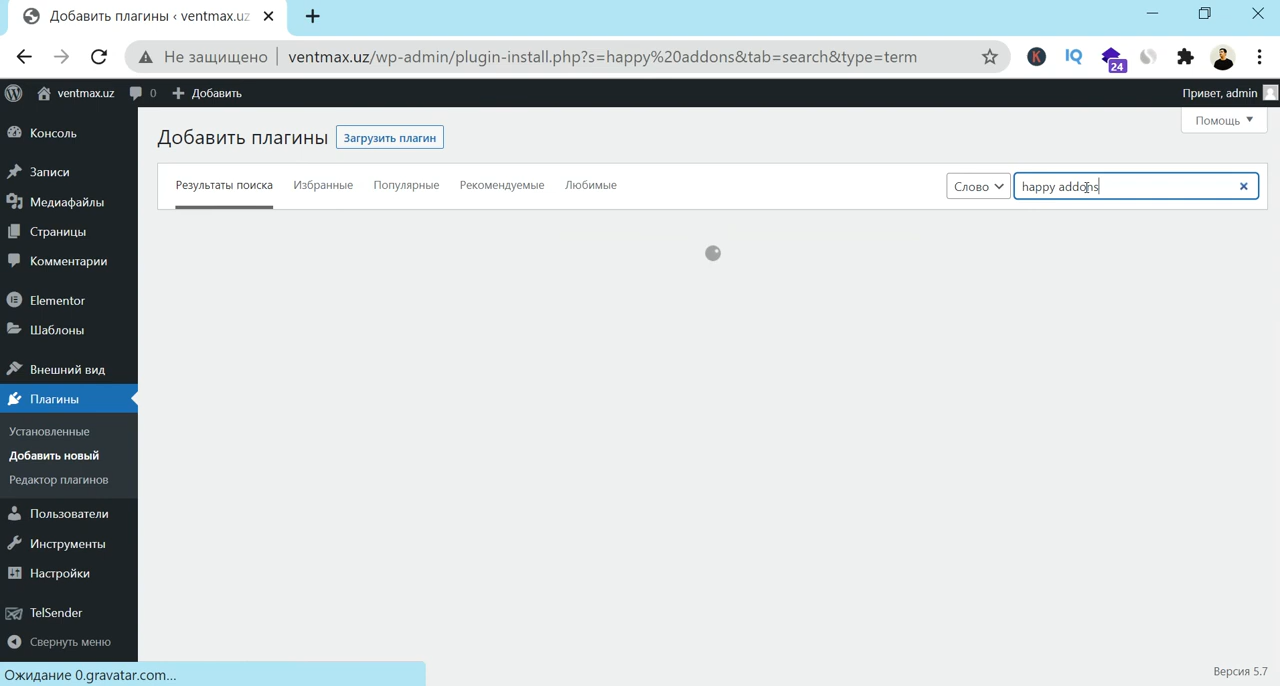 Добавить плагины ‹ ventmax.uz
Не защищено
ventmax.uz/wp-admin/plugin-install.php?s=happy%20addons&tab=search&type=term
K
IQ
24
ventmax.uz
0
Добавить
Привет, admin
Консоль
Записи
Медиафайлы
Страницы
Комментарии
Elementor
Шаблоны
Внешний вид
Плагины
Установленные
Добавить новый
Редактор плагинов
Пользователи
Инструменты
Настройки
TelSender
Свернуть меню
Добавить плагины
Загрузить плагин
Помощь
Результаты поиска
Избранные
Популярные
Рекомендуемые
Любимые
Слово
happy addons
Ожидание 0.gravatar.com...
Версия 5.7